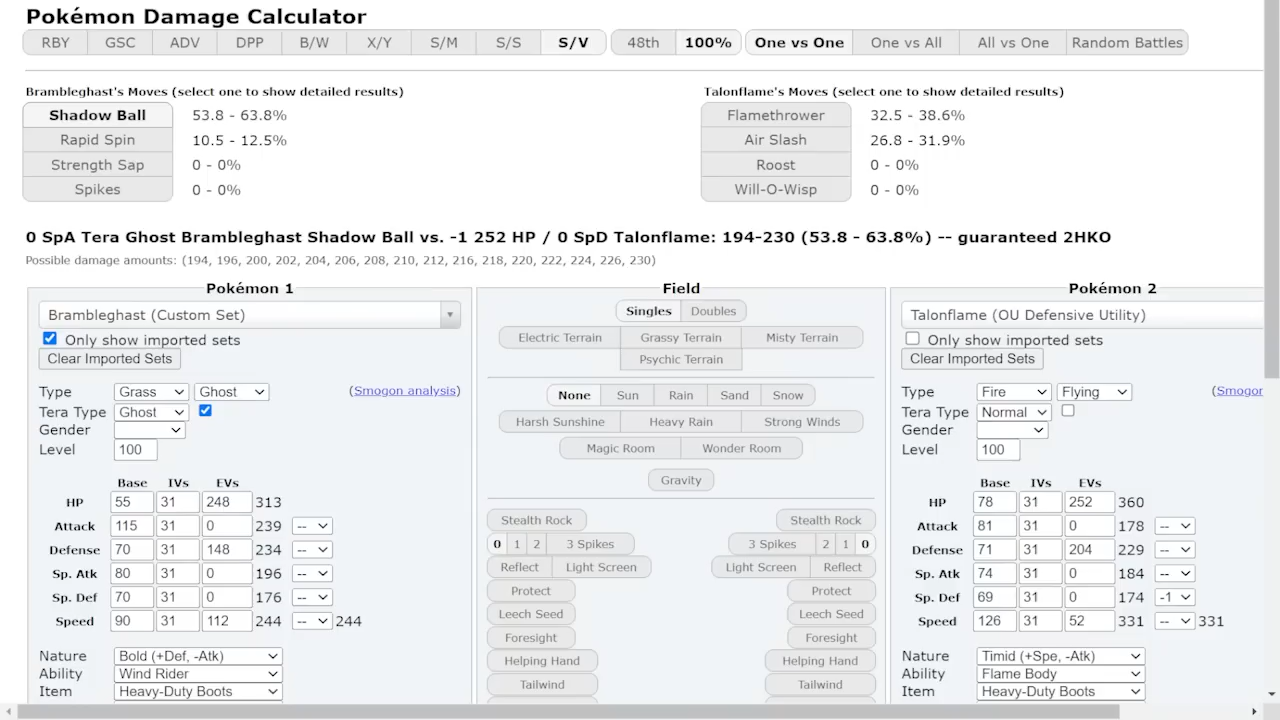 Pokémon Damage Calculator
RBY GSC ADV DPP B/W X/Y S/M S/S S/V 48th 100% One vs One One vs All All vs One Random Battles
Brambleghast's Moves (select one to show detailed results)
Shadow Ball 53.8 - 63.8%
Rapid Spin 10.5 - 12.5%
Strength Sap 0 - 0%
Spikes 0 - 0%
Talonflame's Moves (select one to show detailed results)
Flamethrower 32.5 - 38.6%
Air Slash 26.8 - 31.9%
Roost 0 - 0%
Will-O-Wisp 0 - 0%
0 SpA Tera Ghost Brambleghast Shadow Ball vs. -1 252 HP / 0 SpD Talonflame: 194-230 (53.8 - 63.8%) -- guaranteed 2HKO
Possible damage amounts: (194, 196, 200, 202, 204, 206, 208, 210, 212, 216, 218, 220, 222, 224, 226, 230)
Pokémon 1
Brambleghast (Custom Set)
Only show imported sets
Clear Imported Sets
Type Grass Ghost (Smogon analysis)
Tera Type Ghost
Gender
Level 100
Base IVs EVs
HP 55 31 248 313
Attack 115 31 0 239 --
Defense 70 31 148 234 --
Sp. Atk 80 31 0 196 --
Sp. Def 70 31 0 176 --
Speed 90 31 112 244 -- 244
Nature Bold (+Def, -Atk)
Ability Wind Rider
Item Heavy-Duty Boots
Field
Singles Doubles
Electric Terrain Grassy Terrain Misty Terrain
Psychic Terrain
None Sun Rain Sand Snow
Harsh Sunshine Heavy Rain Strong Winds
Magic Room Wonder Room
Gravity
Stealth Rock Stealth Rock
0 1 2 3 Spikes 3 Spikes 2 1 0
Reflect Light Screen Light Screen Reflect
Protect Protect
Leech Seed Leech Seed
Foresight Foresight
Helping Hand Helping Hand
Tailwind Tailwind
Pokémon 2
Talonflame (OU Defensive Utility)
Only show imported sets
Clear Imported Sets
Type Fire Flying (Smogor
Tera Type Normal
Gender
Level 100
Base IVs EVs
HP 78 31 252 360
Attack 81 31 0 178 --
Defense 71 31 204 229 --
Sp. Atk 74 31 0 184 --
Sp. Def 69 31 0 174 -1
Speed 126 31 52 331 -- 331
Nature Timid (+Spe, -Atk)
Ability Flame Body
Item Heavy-Duty Boots